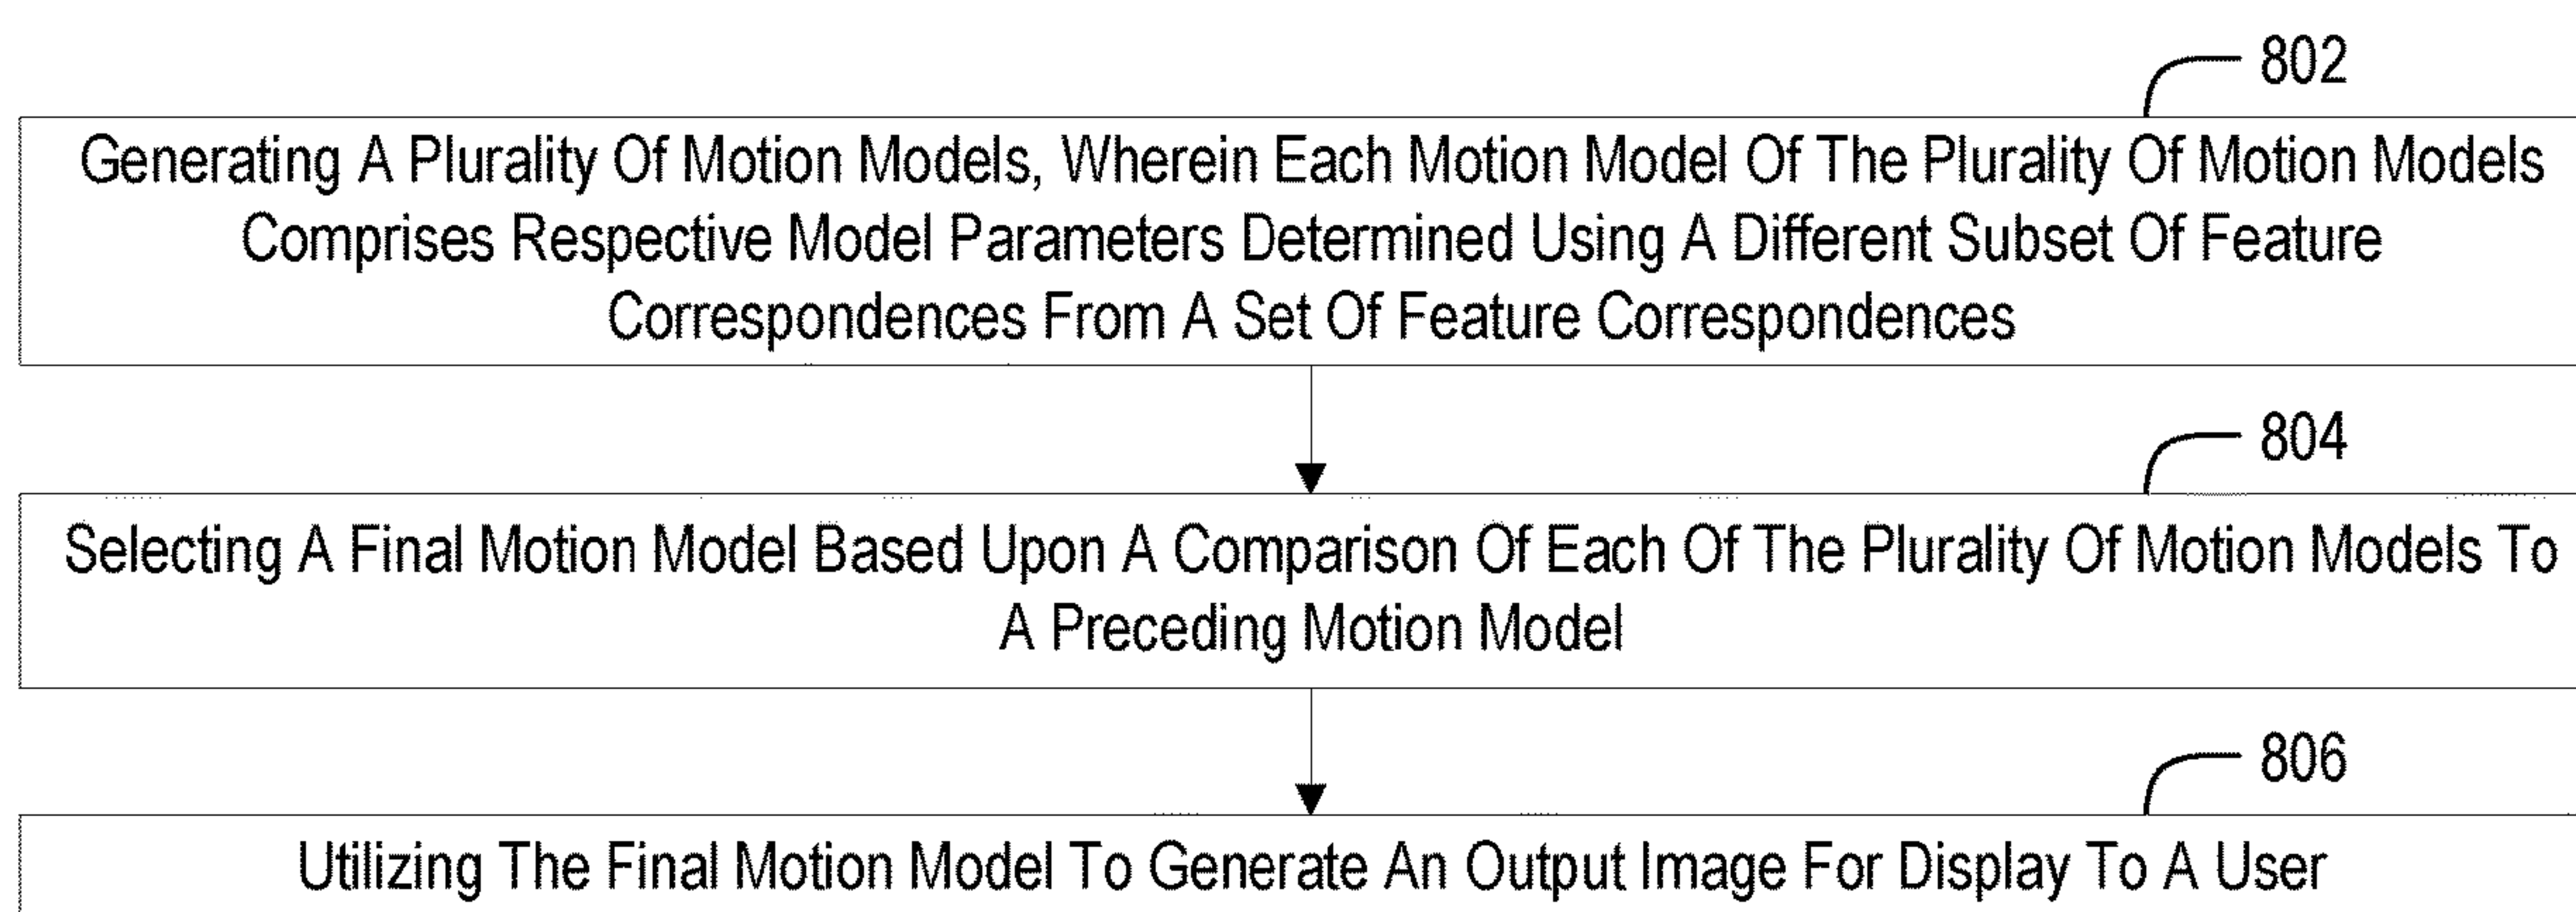 802
Generating A Plurality Of Motion Models, Wherein Each Motion Model Of The Plurality Of Motion Models
Comprises Respective Model Parameters Determined Using A Different Subset Of Feature
Correspondences From A Set Of Feature Correspondences
804
Selecting A Final Motion Model Based Upon A Comparison Of Each Of The Plurality Of Motion Models To
A Preceding Motion Model
806
Utilizing The Final Motion Model To Generate An Output Image For Display To A User